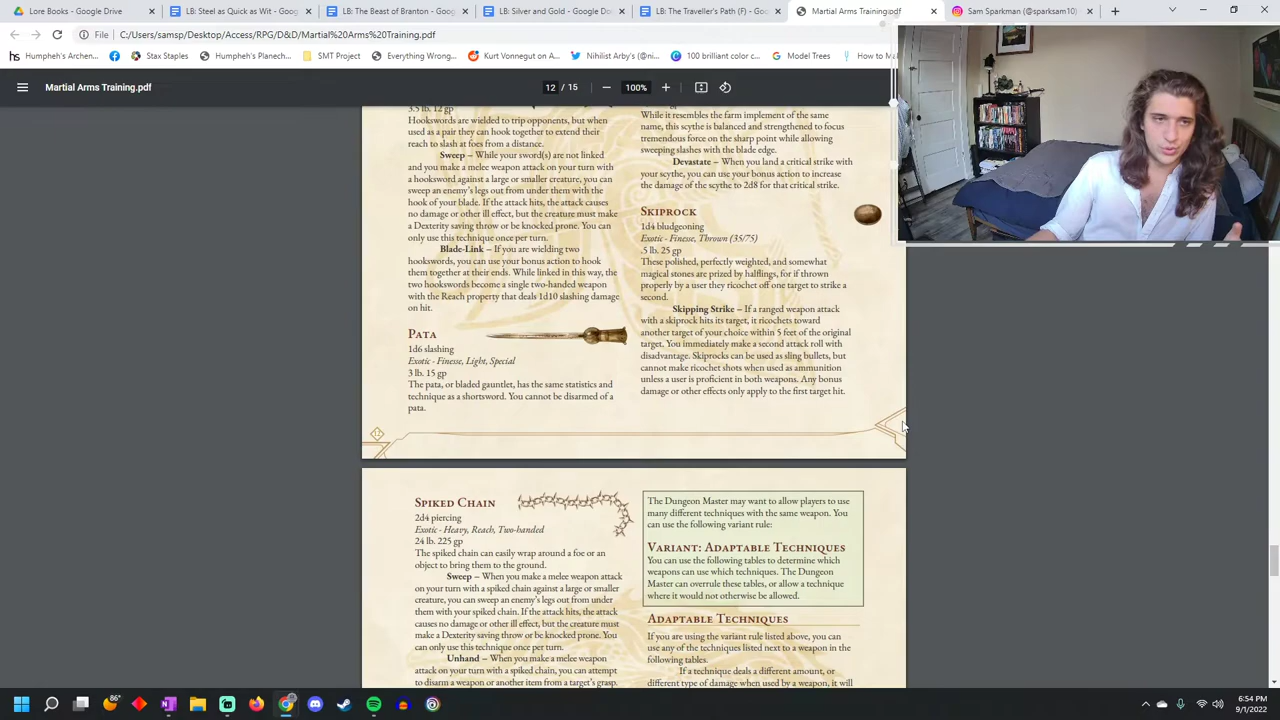 Lore Books - Google Drive
LB: Steel as Quick as Wit - Goog
LB: The Beast of Branton - Goog
LB: Silver and Gold - Google Do
LB: The Traveller's Path (F) - Goo
Martial Arms Training.pdf
Sam Sparkman (@sparksam10)
File
C:/Users/samsp/Desktop/Access/RPG/D&D/Martial%20Arms%20Training.pdf
Humpheh's Archen...
Stax Staples
Humpheh's Planech...
SMT Project
Everything Wrong...
Kurt Vonnegut on A...
Nihilist Arby's (@ni...
100 brilliant color c...
Model Trees
How to Ma
Martial Arms Training.pdf
12 / 15
100%
3.5 lb. 12 gp
Hookswords are wielded to trip opponents, but when
used as a pair they can hook together to extend their
reach to slash at foes from a distance.
Sweep – While your sword(s) are not linked
and you make a melee weapon attack on your turn with
a hooksword against a large or smaller creature, you can
sweep an enemy's legs out from under them with the
hook of your blade. If the attack hits, the attack causes
no damage or other ill effect, but the creature must make
a Dexterity saving throw or be knocked prone. You can
only use this technique once per turn.
Blade-Link – If you are wielding two
hookswords, you can use your bonus action to hook
them together at their ends. While linked in this way, the
two hookswords become a single two-handed weapon
with the Reach property that deals 1d10 slashing damage
on hit.
Pata
1d6 slashing
Exotic - Finesse, Light, Special
3 lb. 15 gp
The pata, or bladed gauntlet, has the same statistics and
technique as a shortsword. You cannot be disarmed of a
pata.
12
While it resembles the farm implement of the same
name, this scythe is balanced and strengthened to focus
tremendous force on the sharp point while allowing
sweeping slashes with the blade edge.
Devastate – When you land a critical strike with
your scythe, you can use your bonus action to increase
the damage of the scythe to 2d8 for that critical strike.
Skiprock
1d4 bludgeoning
Exotic - Finesse, Thrown (35/75)
.5 lb. 25 gp
These polished, perfectly weighted, and somewhat
magical stones are prized by halflings, for if thrown
properly by a user they ricochet off one target to strike a
second.
Skipping Strike – If a ranged weapon attack
with a skiprock hits its target, it ricochets toward
another target of your choice within 5 feet of the original
target. You immediately make a second attack roll with
disadvantage. Skiprocks can be used as sling bullets, but
cannot make ricochet shots when used as ammunition
unless a user is proficient in both weapons. Any bonus
damage or other effects only apply to the first target hit.
Spiked Chain
2d4 piercing
Exotic - Heavy, Reach, Two-handed
24 lb. 225 gp
The spiked chain can easily wrap around a foe or an
object to bring them to the ground.
Sweep – When you make a melee weapon attack
on your turn with a spiked chain against a large or smaller
creature, you can sweep an enemy's legs out from under
them with your spiked chain. If the attack hits, the attack
causes no damage or other ill effect, but the creature must
make a Dexterity saving throw or be knocked prone. You
can only use this technique once per turn.
Unhand – When you make a melee weapon
attack on your turn with a spiked chain, you can attempt
to disarm a weapon or another item from a target's grasp.
The Dungeon Master may want to allow players to use
many different techniques with the same weapon. You
can use the following variant rule:
Variant: Adaptable Techniques
You can use the following tables to determine which
weapons can use which techniques. The Dungeon
Master can overrule these tables, or allow a technique
where it would not otherwise be allowed.
Adaptable Techniques
If you are using the variant rule listed above, you can
use any of the techniques listed next to a weapon in the
following tables.
If a technique deals a different amount, or
different type of damage when used by a weapon, it will
86°
6:54 PM
9/1/2022